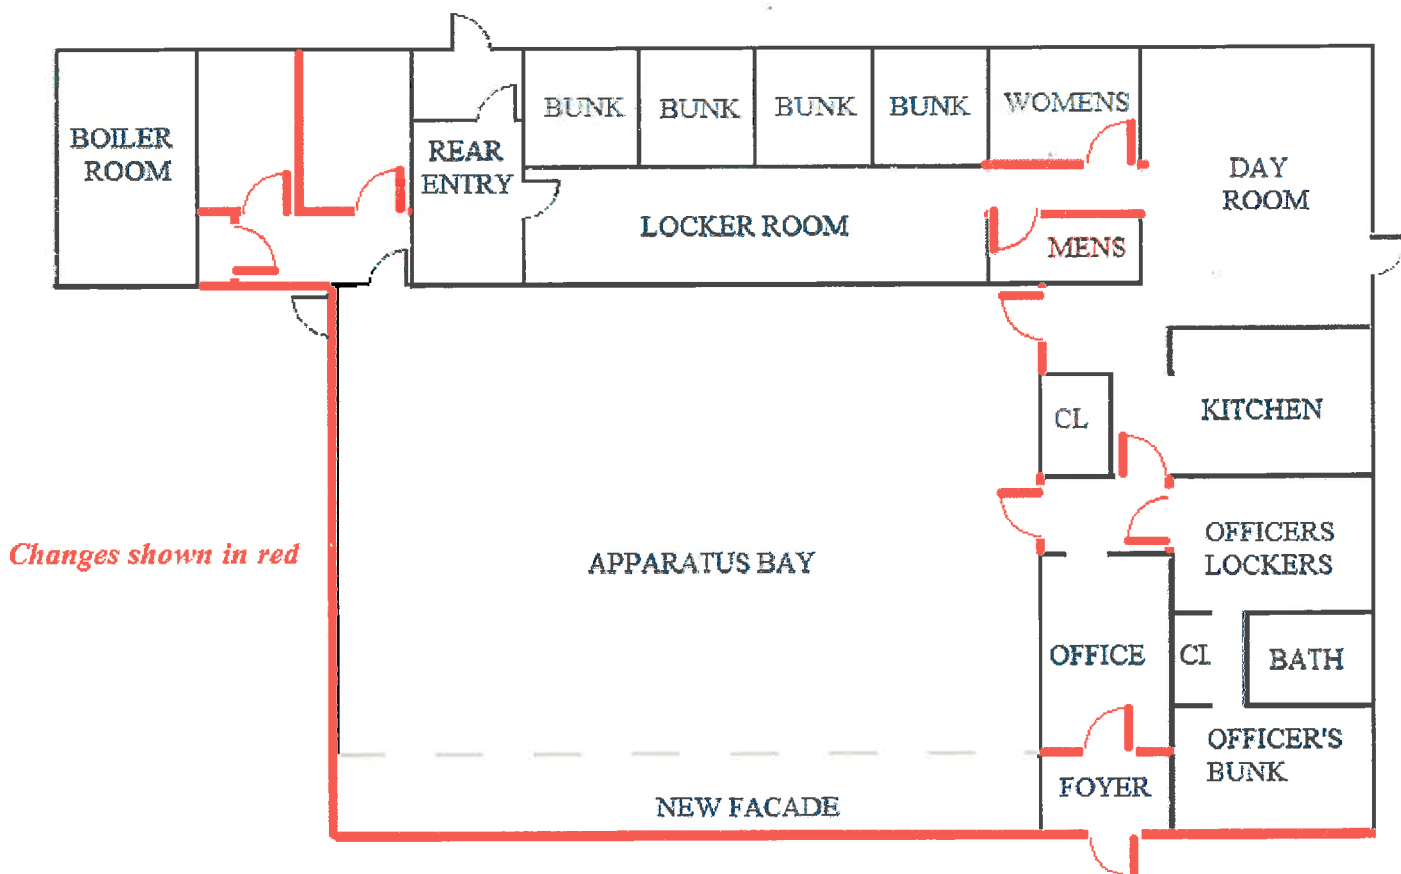 BUNK
BUNK
BUNK
BUNK
WOMENS
BOILER
ROOM
REAR
ENTRY
DAY
ROOM
LOCKER ROOM
MENS
CL
KITCHEN
Changes shown in red
APPARATUS BAY
OFFICERS
LOCKERS
OFFICE
CL
BATH
OFFICER'S
BUNK
FOYER
NEW FACADE